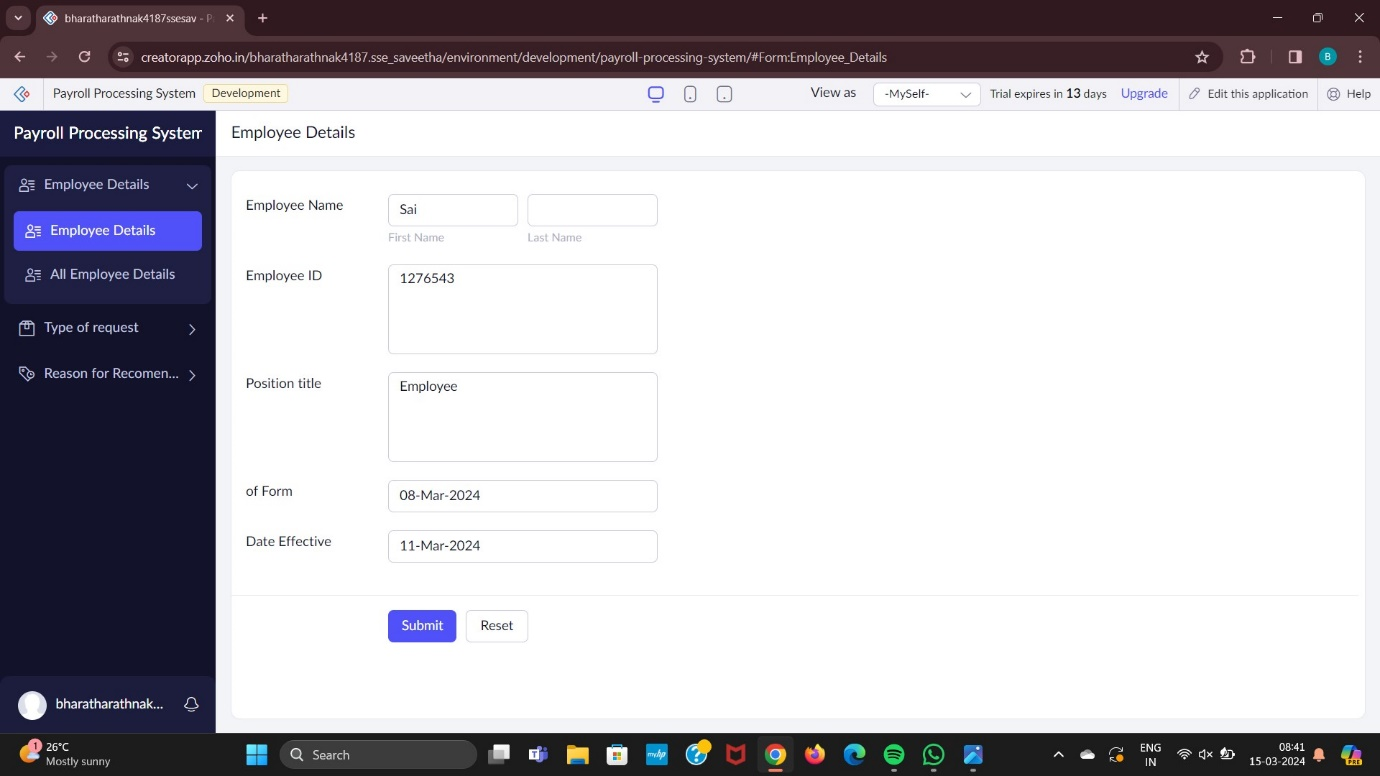 bharatharathnak4187ssesav - P
creatorapp.zoho.in/bharatharathnak4187.sse_saveetha/environment/development/payroll-processing-system/#Form:Employee_Details
B
Payroll Processing System Development View as -MySelf- Trial expires in 13 days Upgrade Edit this application Help
Payroll Processing System
Employee Details
Employee Details
All Employee Details
Type of request
Reason for Recomen...
bharatharathnak...
Employee Details
Employee Name Sai
First Name Last Name
Employee ID 1276543
Position title Employee
of Form 08-Mar-2024
Date Effective 11-Mar-2024
Submit Reset
1
26°C
Mostly sunny
Search
myhp
ENG
IN
08:41
15-03-2024
PRE